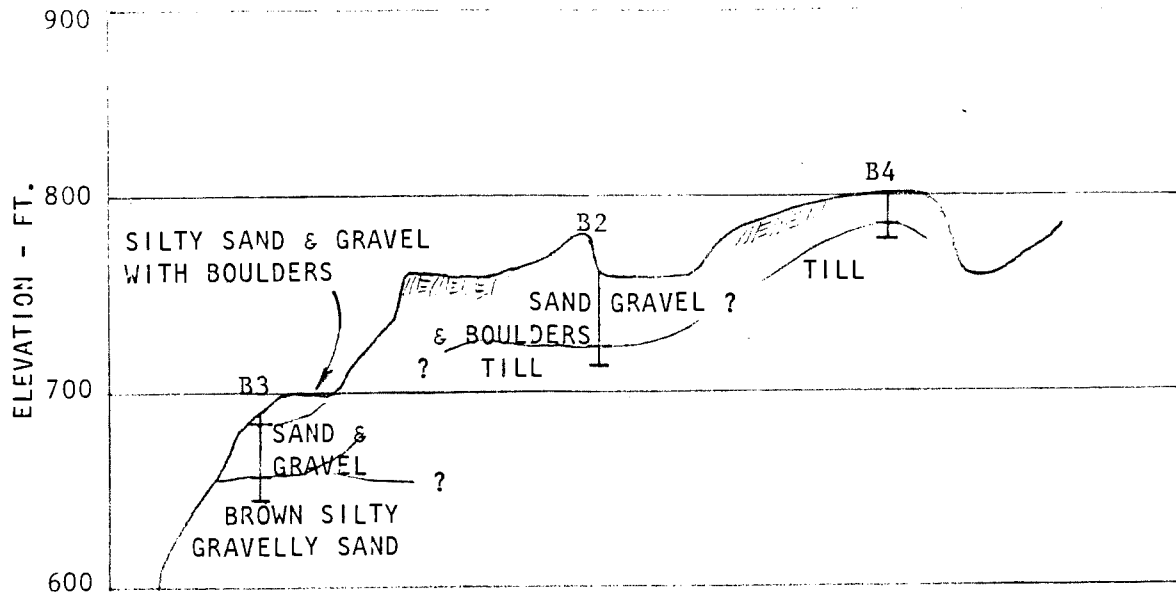 900
800
700
600
ELEVATION - FT.
B4
B2
SILTY SAND & GRAVEL
WITH BOULDERS
TILL
SAND GRAVEL ?
& BOULDERS
? TILL
B3
SAND &
GRAVEL
?
BROWN SILTY
GRAVELLY SAND